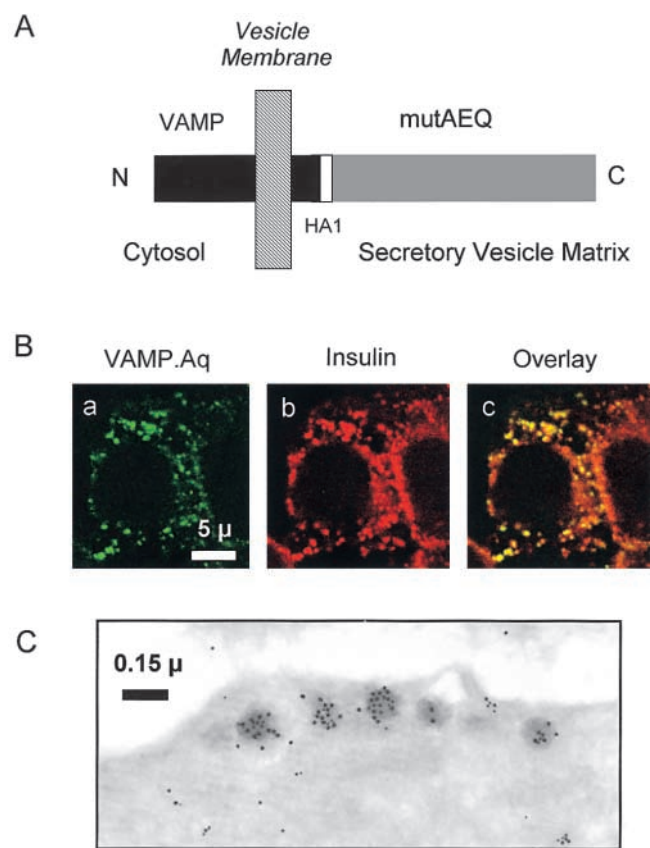 A
Vesicle
Membrane
VAMP
mutAEQ
N
C
HA1
Cytosol
Secretory Vesicle Matrix
B
VAMP.Aq
Insulin
Overlay
a
b
c
5 µ
C
0.15 µ